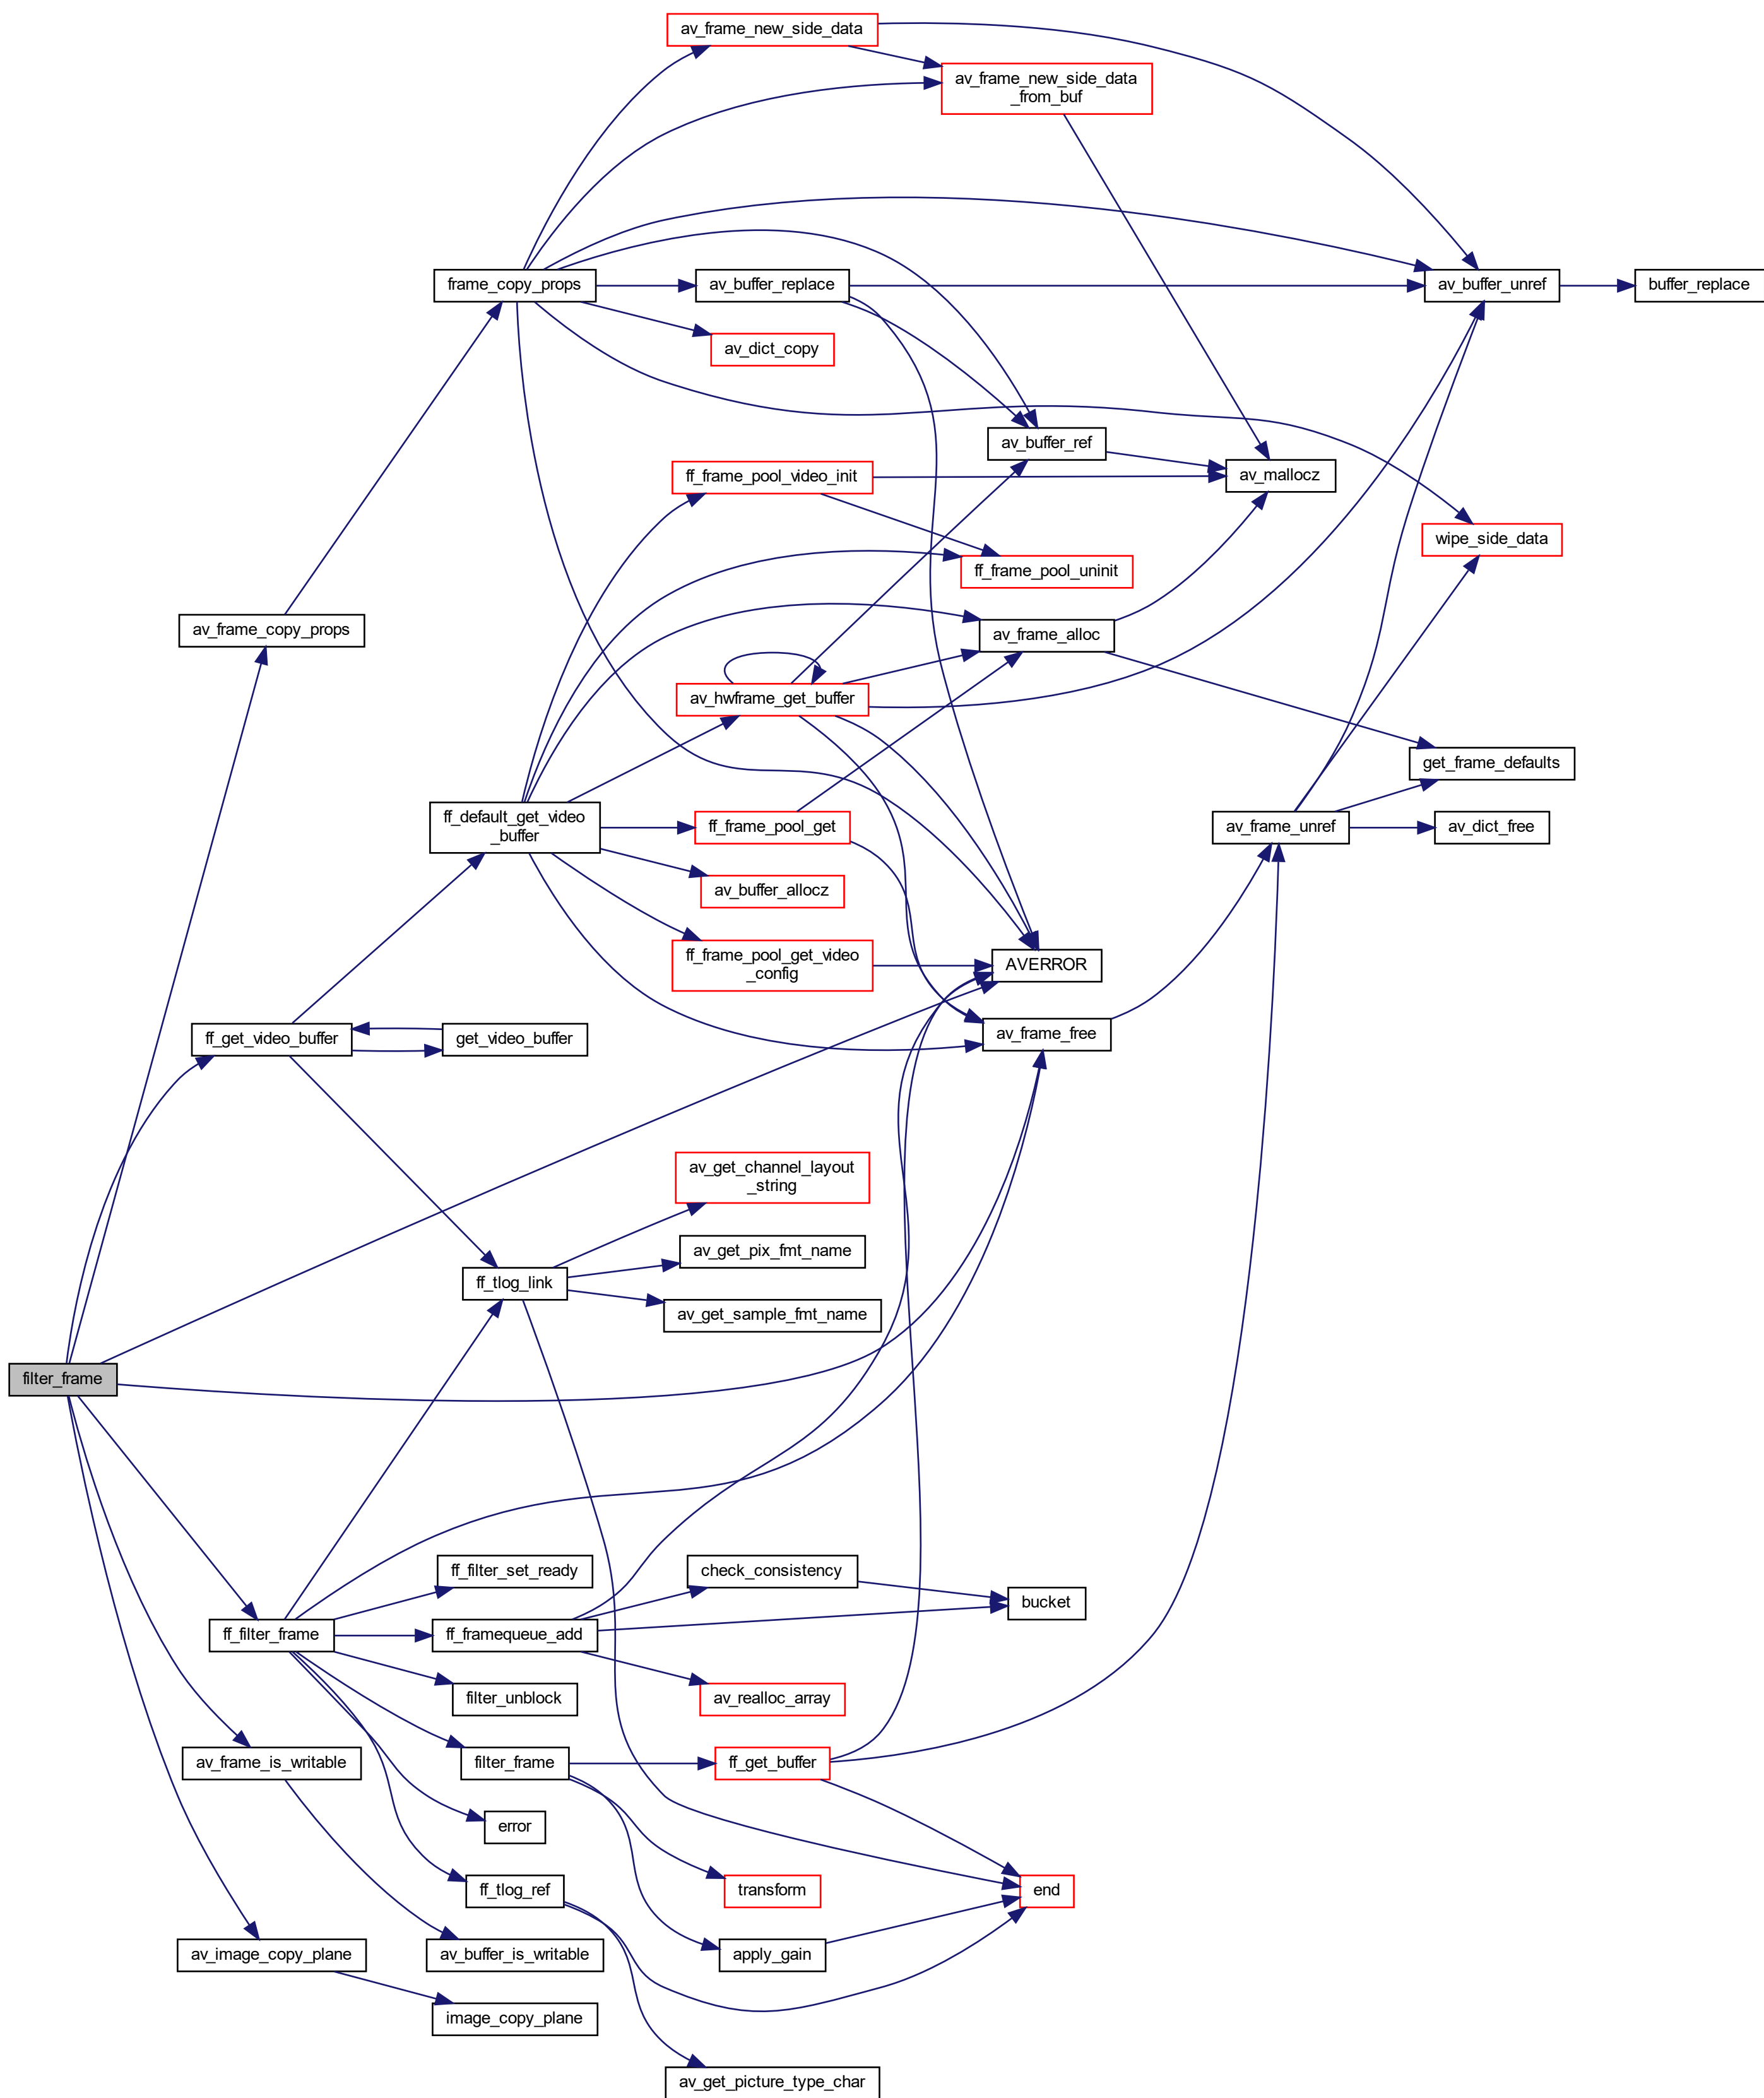 av_frame_new_side_data
av_frame_new_side_data
_from_buf
frame_copy_props
av_buffer_replace
av_buffer_unref
buffer_replace
av_dict_copy
av_buffer_ref
ff_frame_pool_video_init
av_mallocz
wipe_side_data
ff_frame_pool_uninit
av_frame_copy_props
av_frame_alloc
av_hwframe_get_buffer
get_frame_defaults
ff_default_get_video
_buffer
ff_frame_pool_get
av_frame_unref
av_dict_free
av_buffer_allocz
ff_frame_pool_get_video
_config
AVERROR
ff_get_video_buffer
get_video_buffer
av_frame_free
av_get_channel_layout
_string
av_get_pix_fmt_name
ff_tlog_link
av_get_sample_fmt_name
filter_frame
ff_filter_set_ready
check_consistency
bucket
ff_filter_frame
ff_framequeue_add
filter_unblock
av_realloc_array
av_frame_is_writable
filter_frame
ff_get_buffer
error
ff_tlog_ref
transform
end
av_image_copy_plane
av_buffer_is_writable
apply_gain
image_copy_plane
av_get_picture_type_char